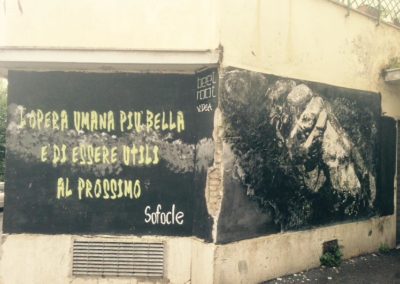 L'OPERA UMANA PIU' BELLA
E DI ESSERE UTILI
AL PROSSIMO
Sofocle